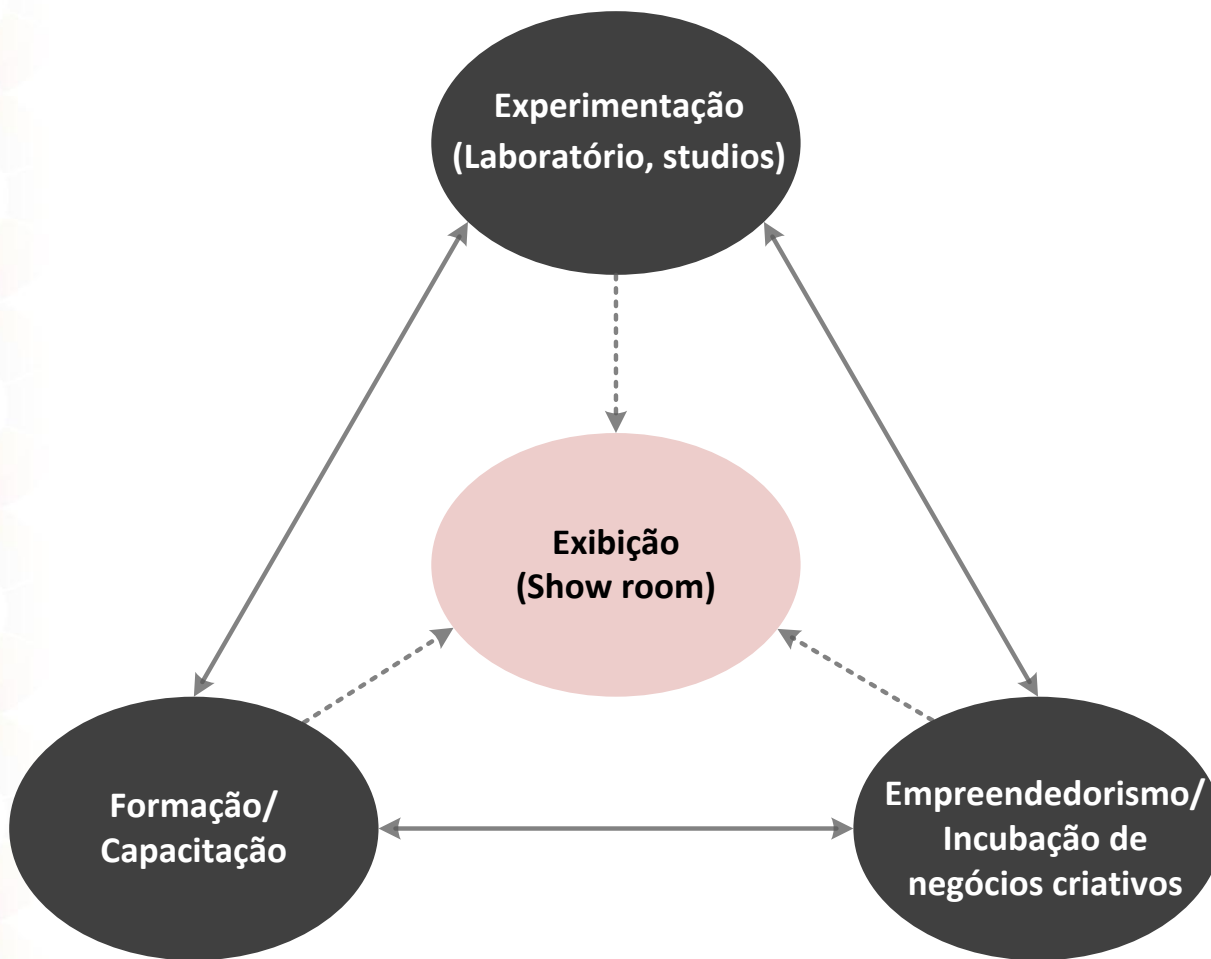 Experimentação
(Laboratório, studios)
Exibição
(Show room)
Formação/
Capacitação
Empreendedorismo/
Incubação de
negócios criativos